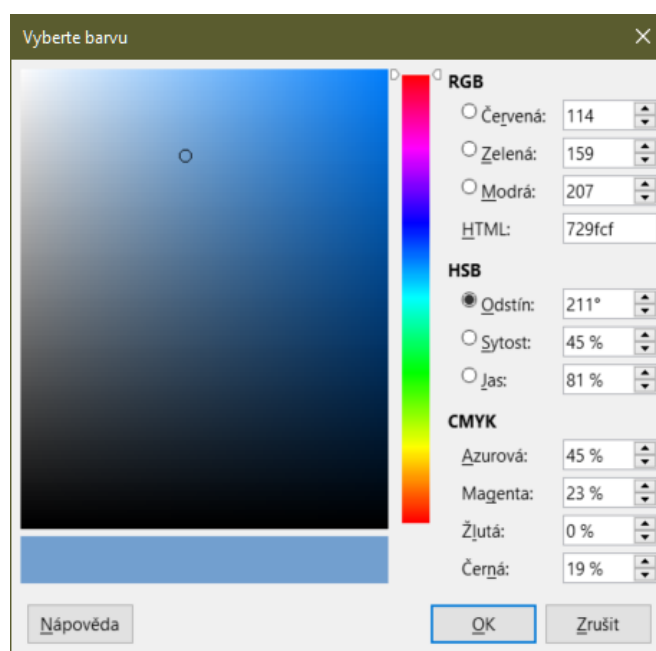 Vyberte barvu
RGB
Červená: 114
Zelená: 159
Modrá: 207
HTML: 729fcf
HSB
Odstín: 211°
Sytost: 45 %
Jas: 81 %
CMYK
Azurová: 45 %
Magenta: 23 %
Žlutá: 0 %
Černá: 19 %
Nápověda OK Zrušit